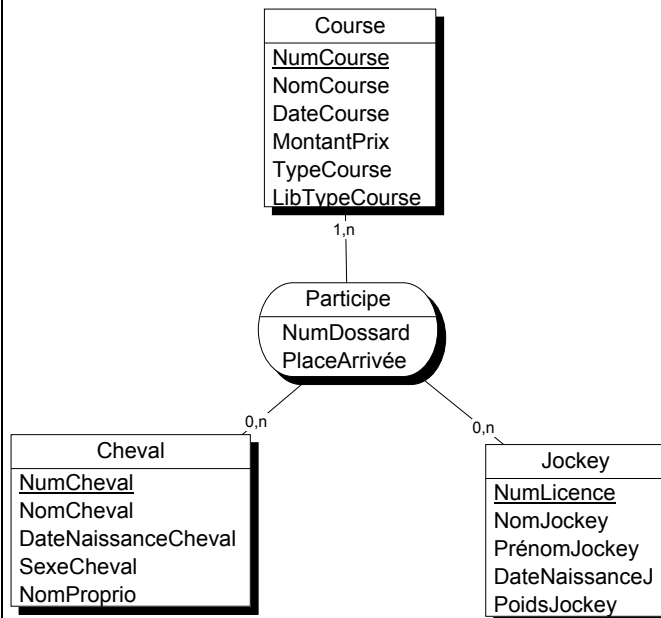 Course
NumCourse
NomCourse
DateCourse
MontantPrix
TypeCourse
LibTypeCourse
1,n
Participe
NumDossard
PlaceArrivée
0,n
0,n
Cheval
NumCheval
NomCheval
DateNaissanceCheval
SexeCheval
NomProprio
Jockey
NumLicence
NomJockey
PrénomJockey
DateNaissanceJ
PoidsJockey